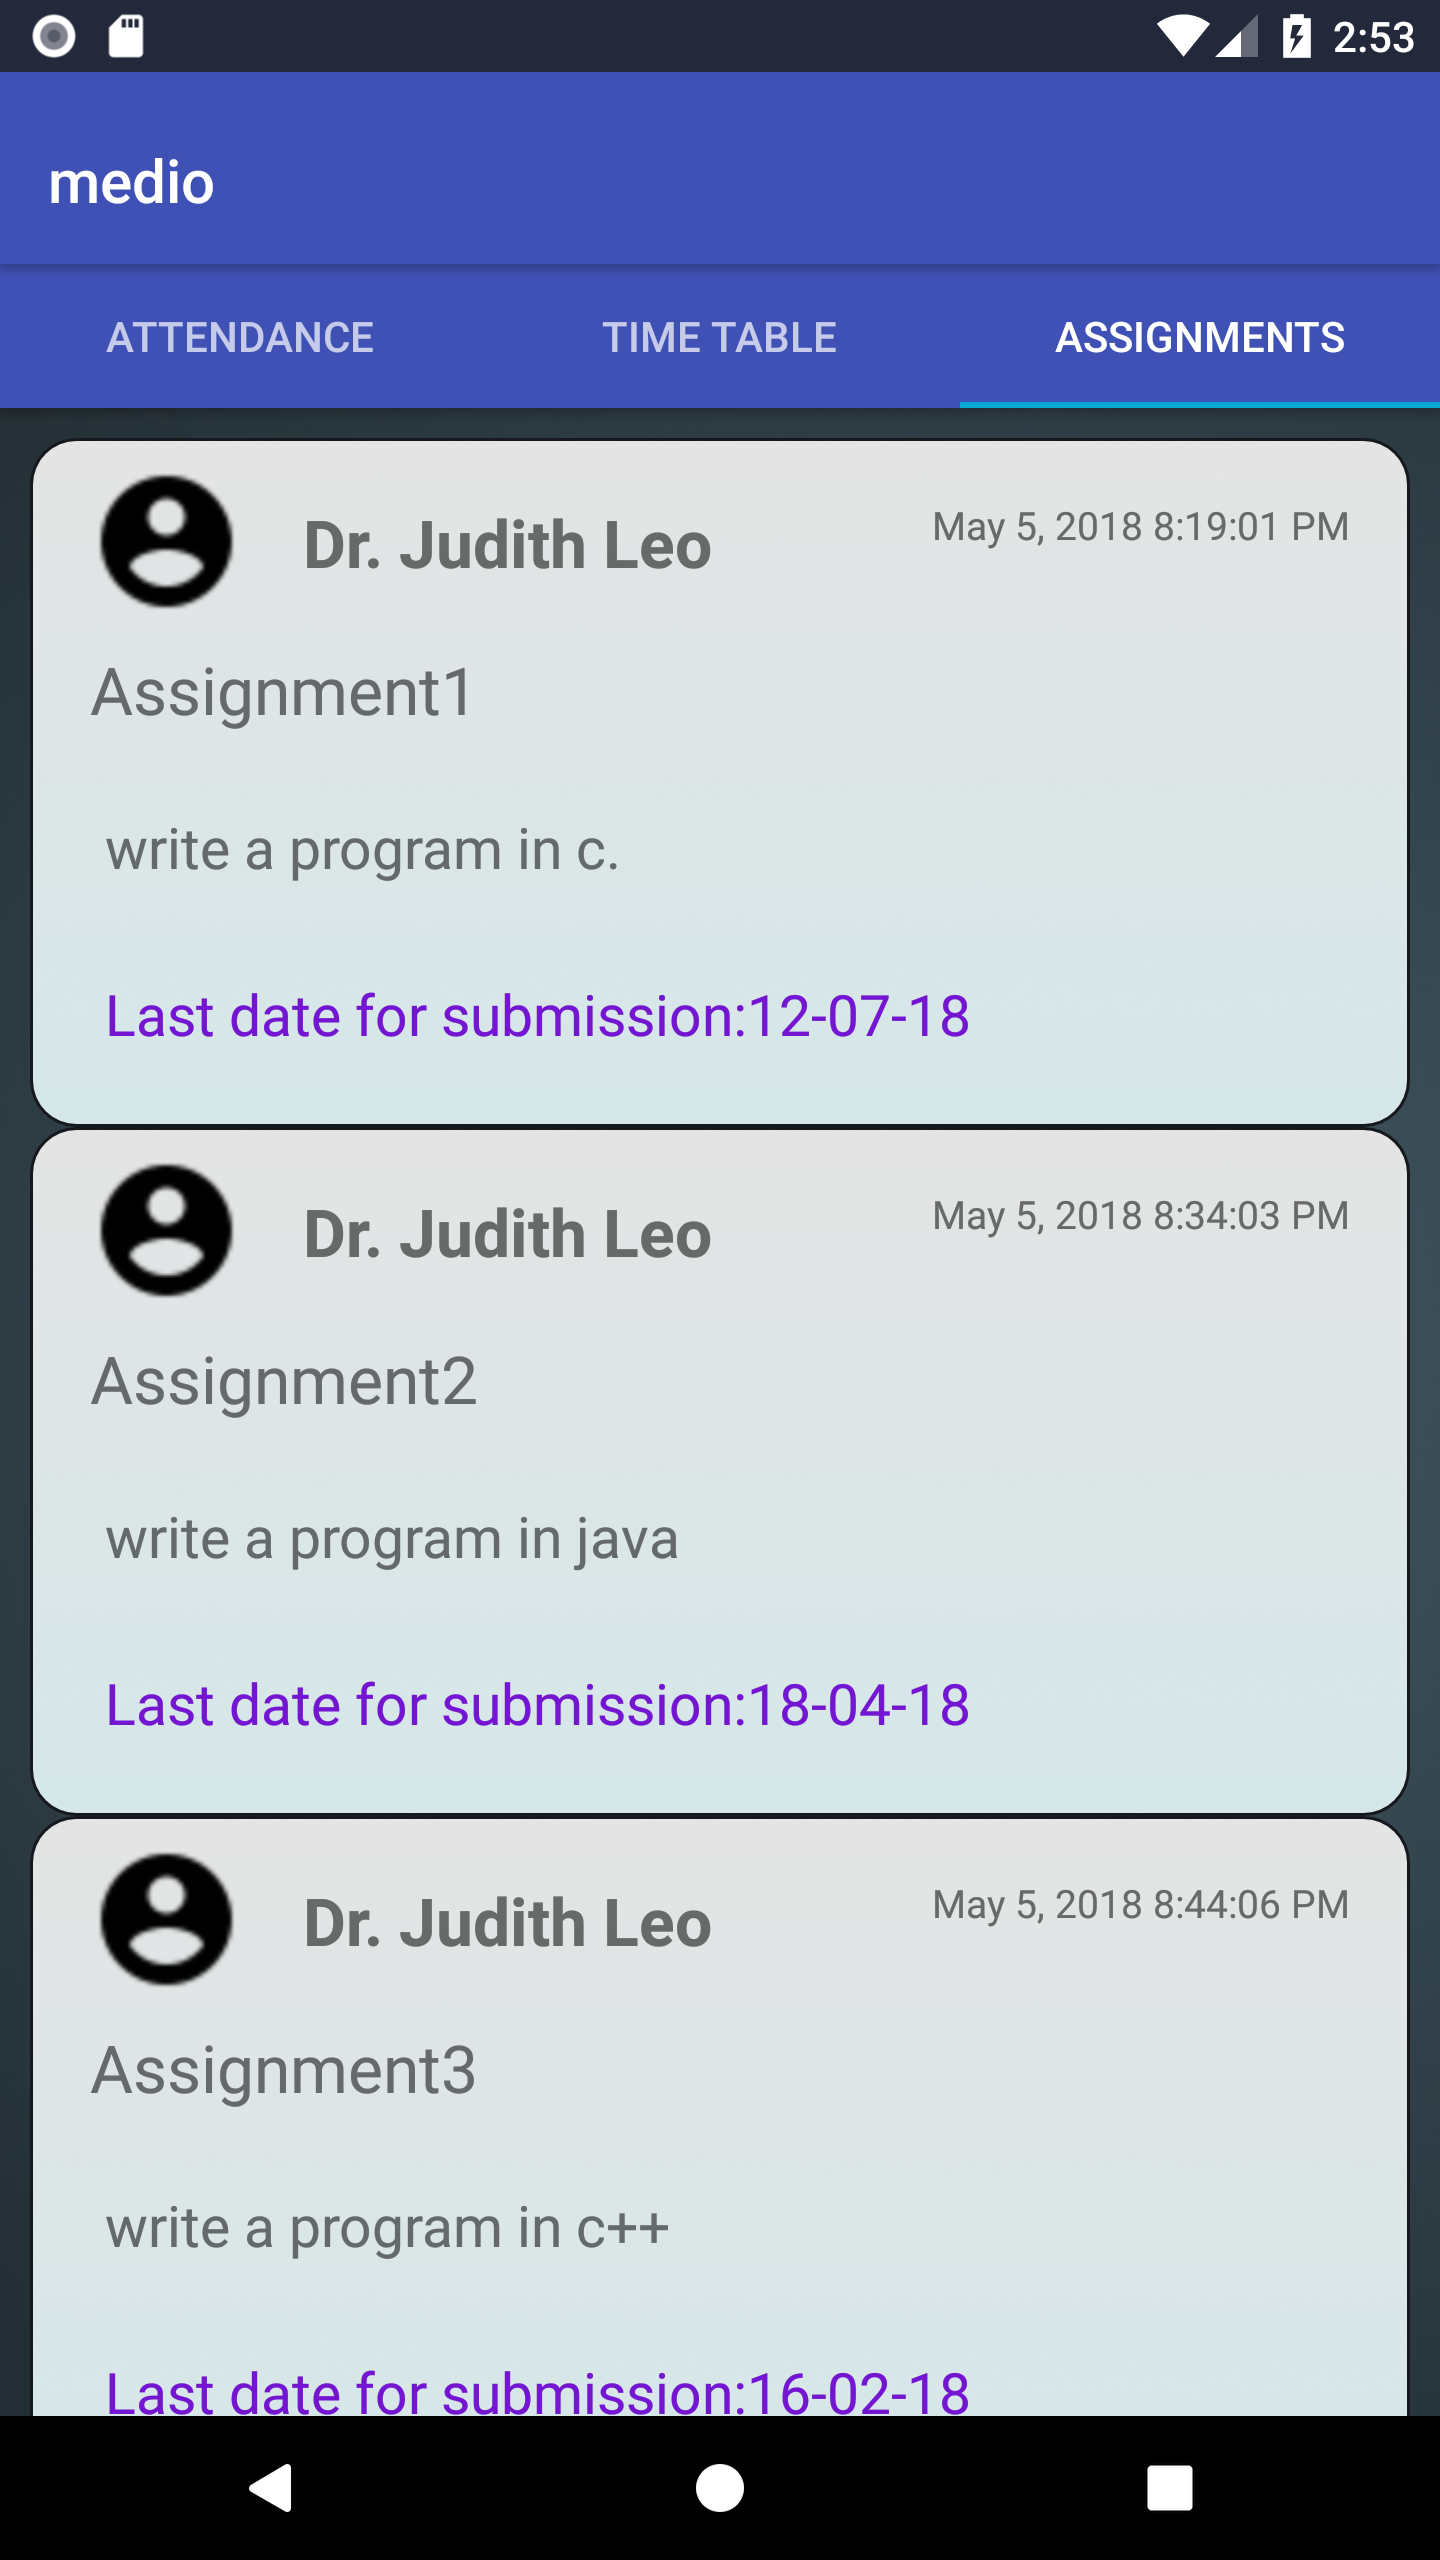 2:53
medio
ATTENDANCE TIME TABLE ASSIGNMENTS
Dr. Judith Leo May 5, 2018 8:19:01 PM
Assignment1
write a program in c.
Last date for submission:12-07-18
Dr. Judith Leo May 5, 2018 8:34:03 PM
Assignment2
write a program in java
Last date for submission:18-04-18
Dr. Judith Leo May 5, 2018 8:44:06 PM
Assignment3
write a program in c++
Last date for submission:16-02-18